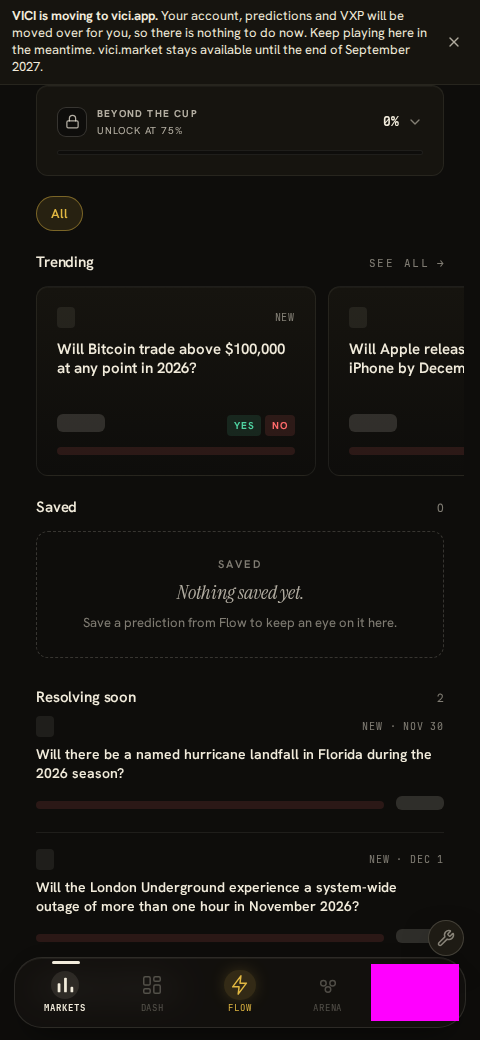 VICI is moving to vici.app. Your account, predictions and VXP will be
moved over for you, so there is nothing to do now. Keep playing here in
the meantime. vici.market stays available until the end of September
2027.
BEYOND THE CUP
UNLOCK AT 75%
0%
All
Trending
SEE ALL →
NEW
Will Bitcoin trade above $100,000
at any point in 2026?
YES
NO
Will Apple releas
iPhone by Decem
Saved
0
SAVED
Nothing saved yet.
Save a prediction from Flow to keep an eye on it here.
Resolving soon
2
NEW · NOV 30
Will there be a named hurricane landfall in Florida during the
2026 season?
NEW · DEC 1
Will the London Underground experience a system-wide
outage of more than one hour in November 2026?
MARKETS
DASH
FLOW
ARENA